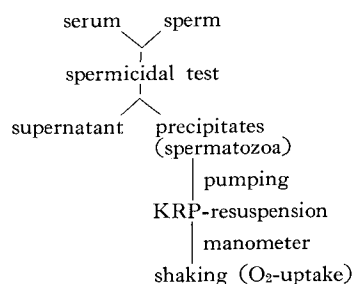 serum sperm
spermicidal test
supernatant precipitates
(spermatozoa)
pumping
KRP-resuspension
manometer
shaking (O₂-uptake)